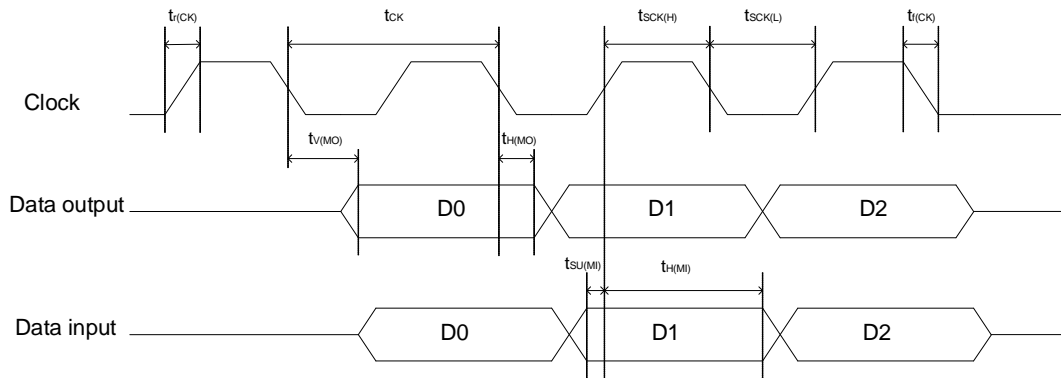 tr(CK) tCK tSCK(H) tSCK(L) tf(CK)
Clock
tV(MO) tH(MO)
Data output D0 D1 D2
tSU(MI) tH(MI)
Data input D0 D1 D2